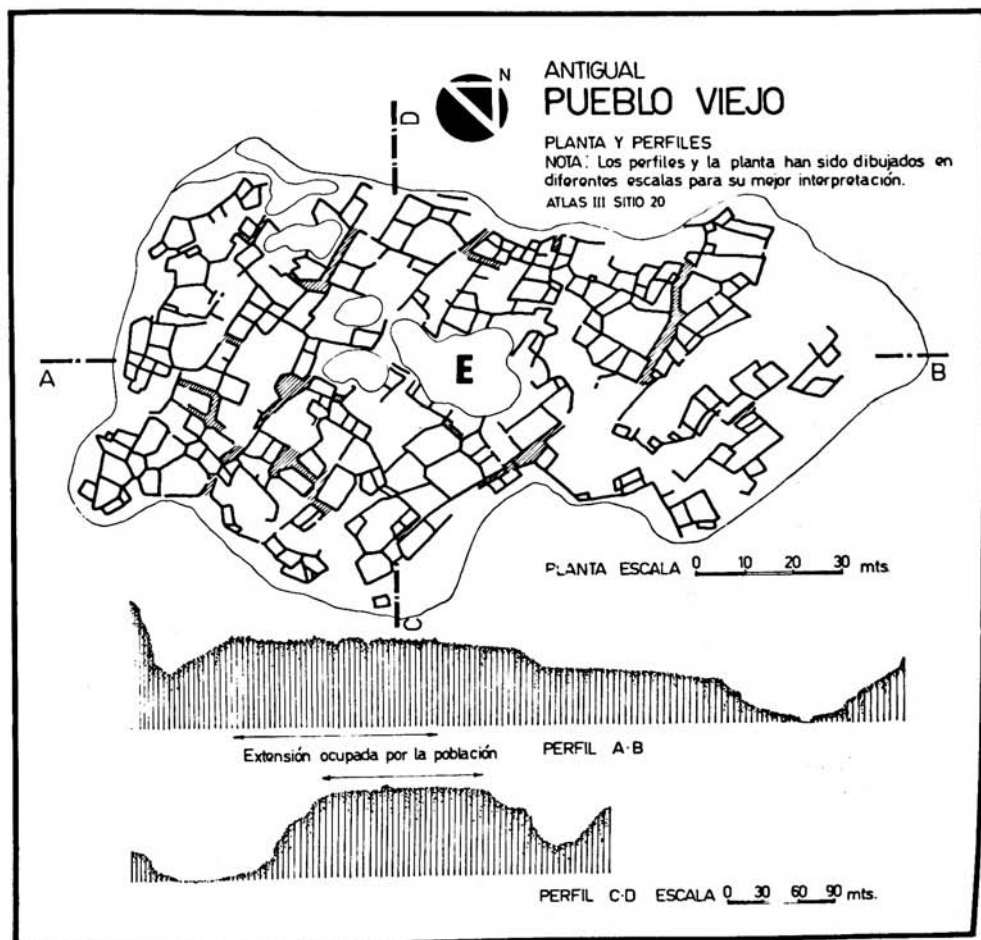 N
ANTIGUAL
PUEBLO VIEJO
PLANTA Y PERFILES
NOTA: Los perfiles y la planta han sido dibujados en
diferentes escalas para su mejor interpretación.
ATLAS III SITIO 20
D
A
E
B
C
PLANTA ESCALA 0 10 20 30 mts.
PERFIL A·B
Extensión ocupada por la población
PERFIL C·D ESCALA 0 30 60 90 mts.